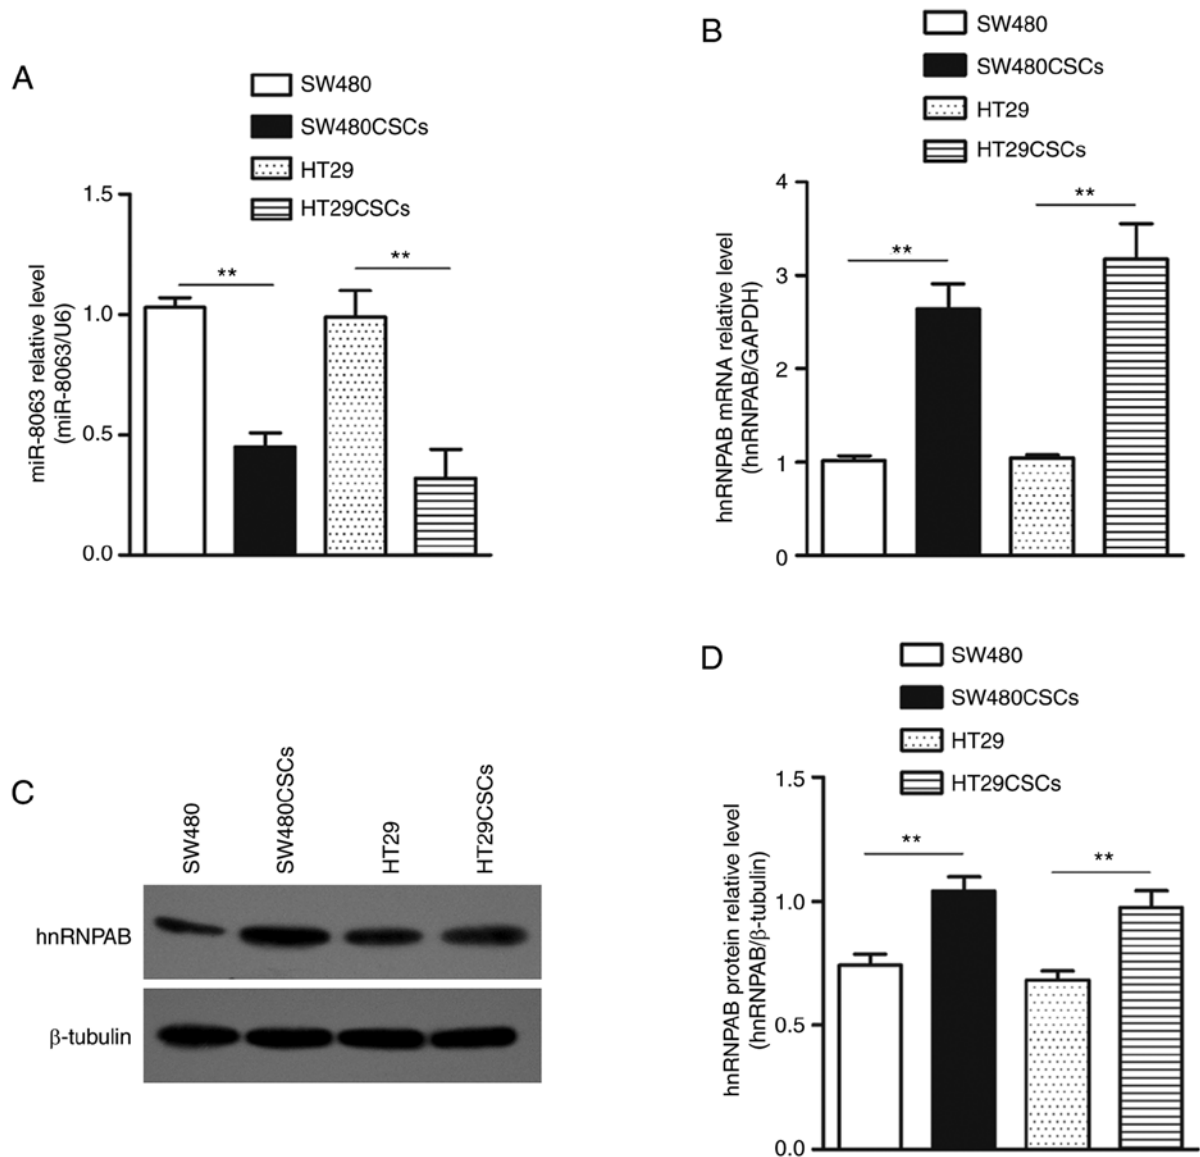 A
SW480
SW480CSCs
HT29
HT29CSCs
miR-8063 relative level
(miR-8063/U6)
1.5
1.0
0.5
0.0
**
**
B
SW480
SW480CSCs
HT29
HT29CSCs
hnRNPAB mRNA relative level
(hnRNPAB/GAPDH)
4
3
2
1
0
**
**
C
SW480
SW480CSCs
HT29
HT29CSCs
hnRNPAB
β-tubulin
D
SW480
SW480CSCs
HT29
HT29CSCs
hnRNPAB protein relative level
(hnRNPAB/β-tubulin)
1.5
1.0
0.5
0.0
**
**